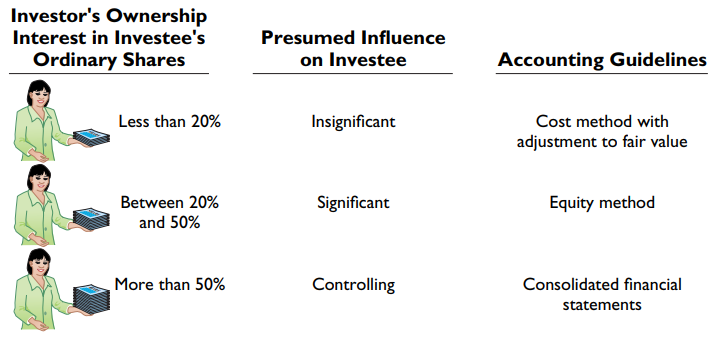 Investor's Ownership
Interest in Investee's
Ordinary Shares
Presumed Influence
on Investee
Accounting Guidelines
Less than 20%
Insignificant
Cost method with
adjustment to fair value
Between 20%
and 50%
Significant
Equity method
More than 50%
Controlling
Consolidated financial
statements